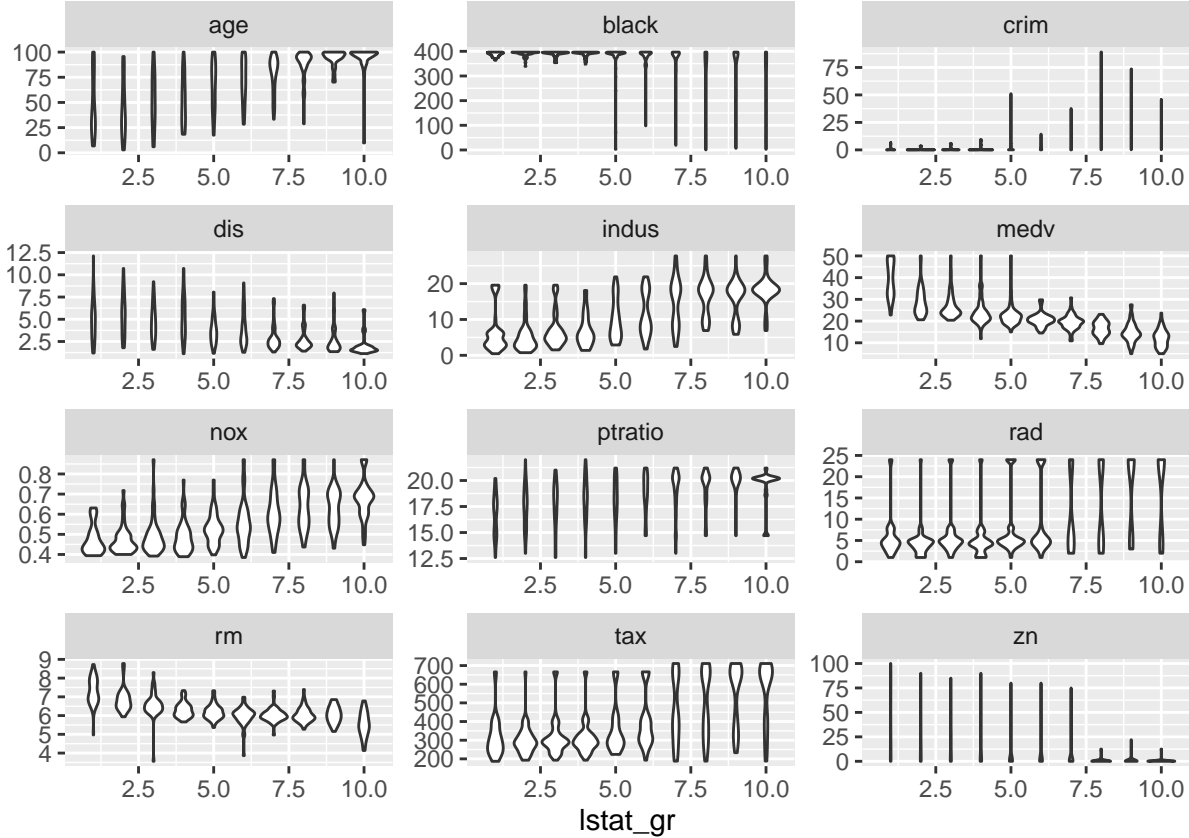 age black crim
100 400 75
75 300 50
50 200 25
25 100 0
0 0
2.5 5.0 7.5 10.0 2.5 5.0 7.5 10.0 2.5 5.0 7.5 10.0
dis indus medv
12.5 20 50
10.0 10 40
7.5 0 30
5.0 20
2.5 10
2.5 5.0 7.5 10.0 2.5 5.0 7.5 10.0 2.5 5.0 7.5 10.0
nox ptratio rad
0.8 20.0 25
0.7 17.5 20
0.6 15.0 15
0.5 12.5 10
0.4 5
0
2.5 5.0 7.5 10.0 2.5 5.0 7.5 10.0 2.5 5.0 7.5 10.0
rm tax zn
9 700 100
8 600 75
7 500 50
6 400 25
5 300 0
4 200
2.5 5.0 7.5 10.0 2.5 5.0 7.5 10.0 2.5 5.0 7.5 10.0
lstat_gr